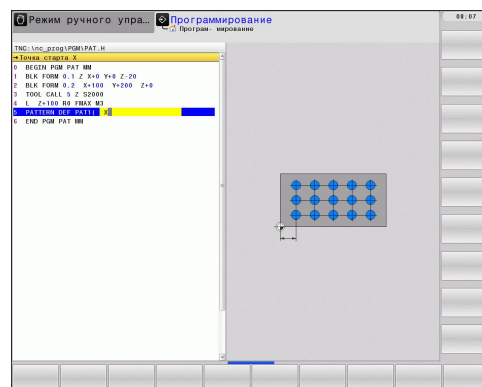 Режим ручного упра...
Программирование
Програм- мирование
08:07
TNC:\nc_prog\PGM\PAT.H
→Точка старта X
0 BEGIN PGM PAT MM
1 BLK FORM 0.1 Z X+0 Y+0 Z-20
2 BLK FORM 0.2 X+100 Y+200 Z+0
3 TOOL CALL 5 Z S2000
4 L Z+100 R0 FMAX M3
5 PATTERN DEF PAT1( X
6 END PGM PAT MM